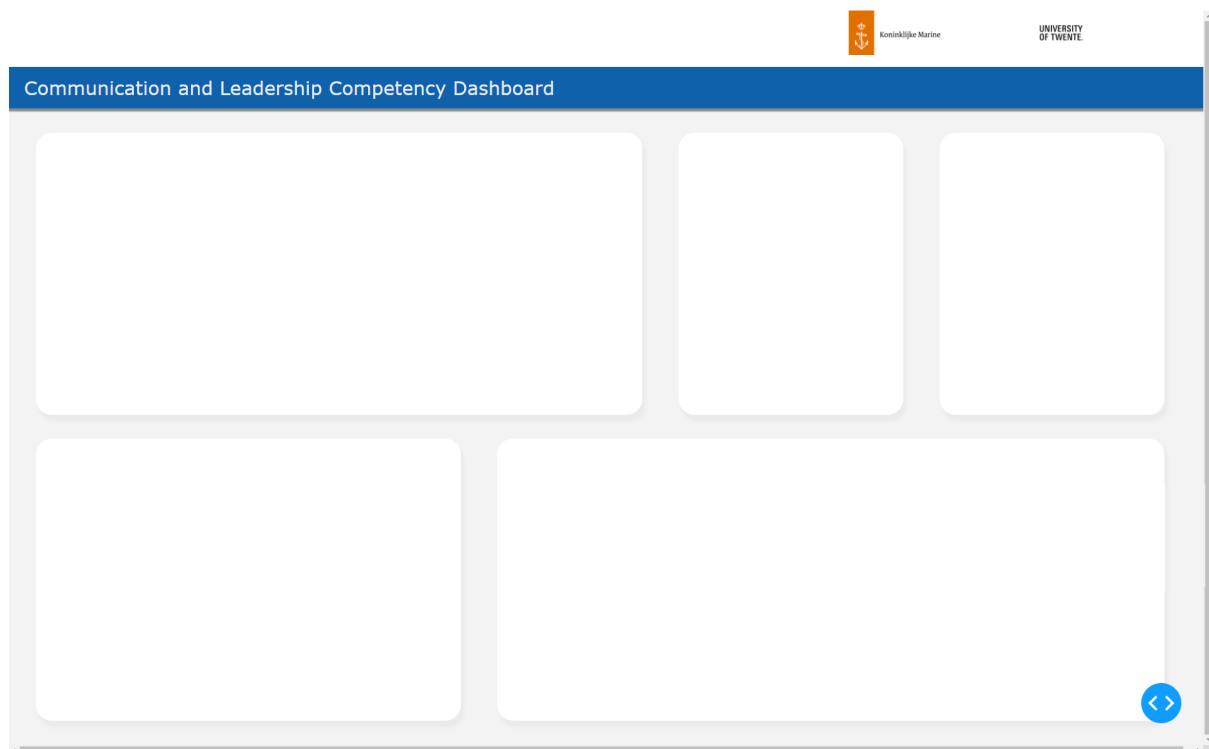 Koninklijke Marine
UNIVERSITY
OF TWENTE.
Communication and Leadership Competency Dashboard